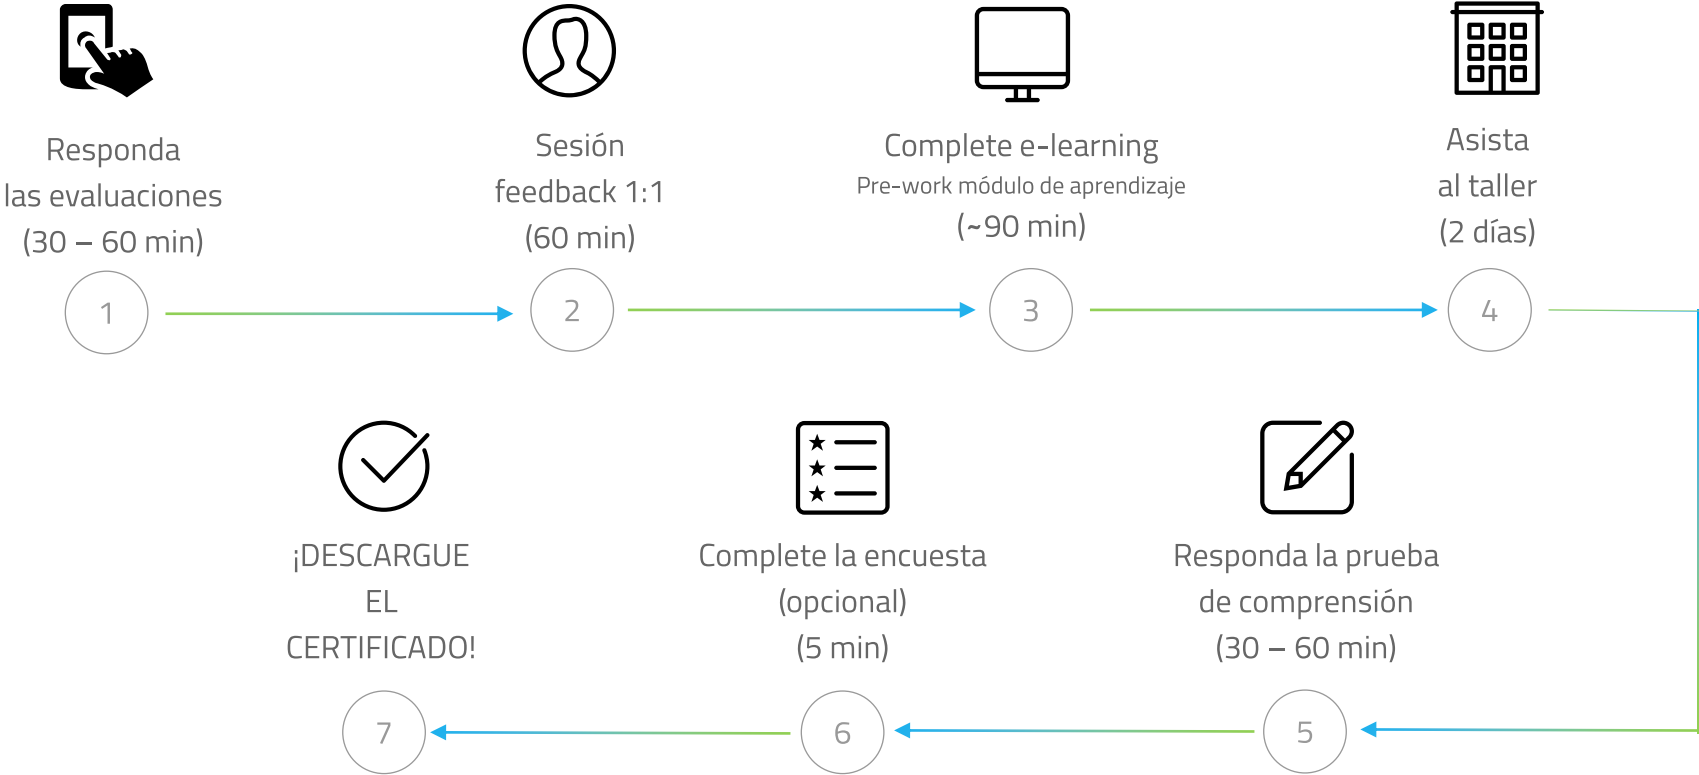 Responda
las evaluaciones
(30 – 60 min)
1
Sesión
feedback 1:1
(60 min)
2
Complete e-learning
Pre-work módulo de aprendizaje
(~90 min)
3
Asista
al taller
(2 días)
4
Responda la prueba
de comprensión
(30 – 60 min)
5
Complete la encuesta
(opcional)
(5 min)
6
¡DESCARGUE
EL
CERTIFICADO!
7